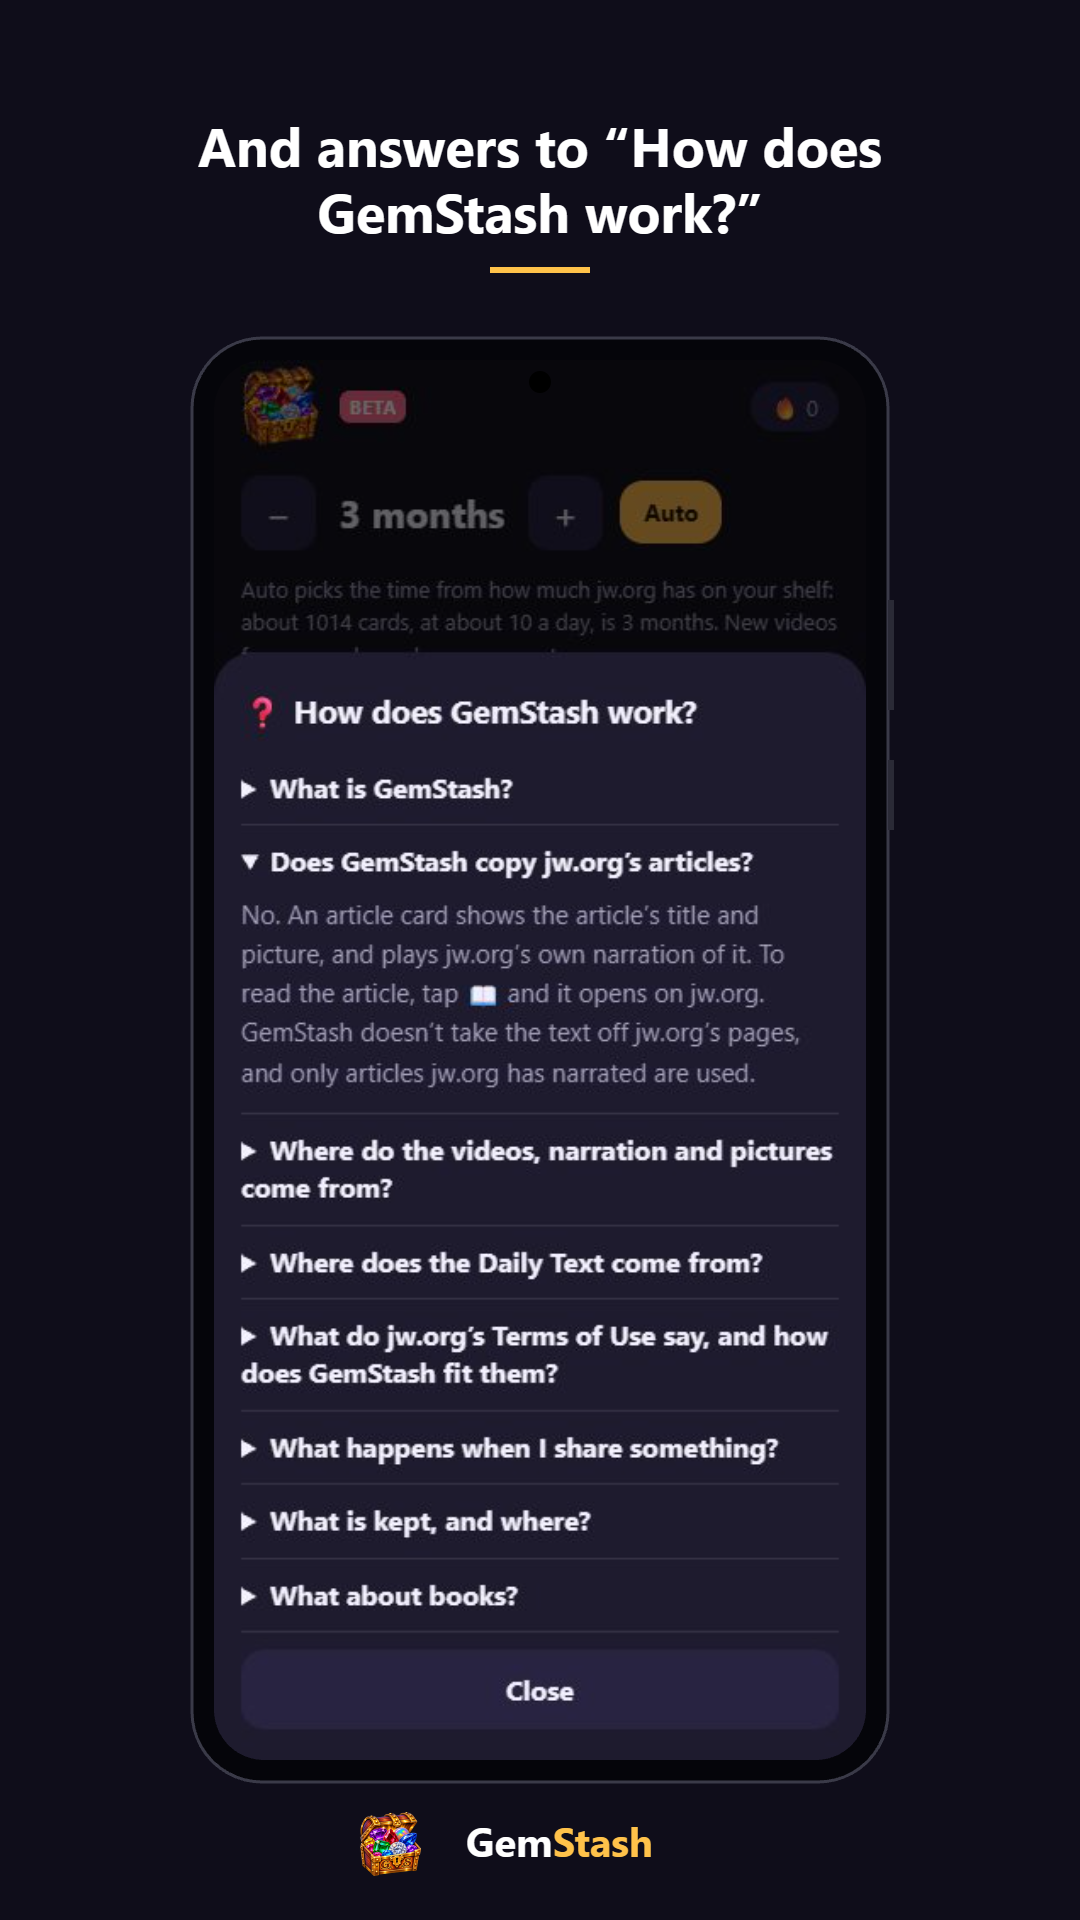 And answers to “How does
GemStash work?”
BETA
0
−
3 months
+
Auto
Auto picks the time from how much jw.org has on your shelf:
about 1014 cards, at about 10 a day, is 3 months. New videos
❓ How does GemStash work?
▶ What is GemStash?
▼ Does GemStash copy jw.org’s articles?
No. An article card shows the article’s title and
picture, and plays jw.org’s own narration of it. To
read the article, tap 📖 and it opens on jw.org.
GemStash doesn’t take the text off jw.org’s pages,
and only articles jw.org has narrated are used.
▶ Where do the videos, narration and pictures
come from?
▶ Where does the Daily Text come from?
▶ What do jw.org’s Terms of Use say, and how
does GemStash fit them?
▶ What happens when I share something?
▶ What is kept, and where?
▶ What about books?
Close
GemStash